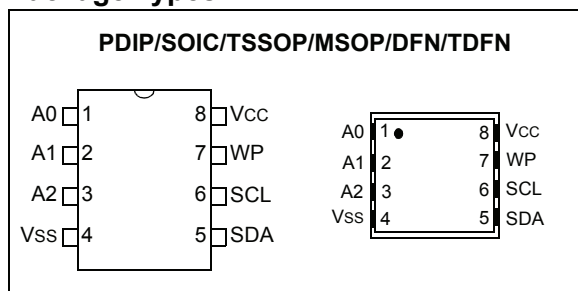 PDIP/SOIC/TSSOP/MSOP/DFN/TDFN
A0 1 8 VCC
A1 2 7 WP
A2 3 6 SCL
VSS 4 5 SDA
A0 1 8 VCC
A1 2 7 WP
A2 3 6 SCL
VSS 4 5 SDA